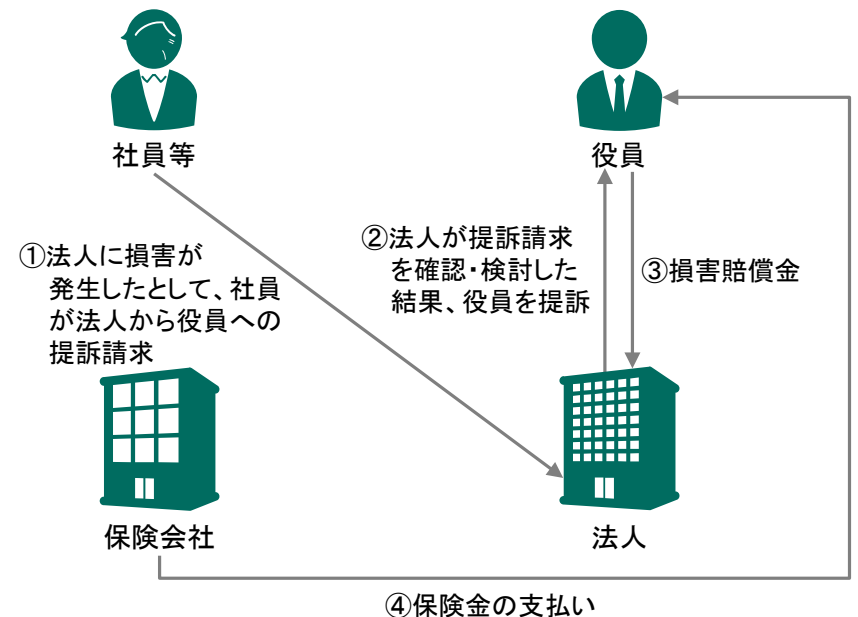 社員等
役員
①法人に損害が
発生したとして、社員
が法人から役員への
提訴請求
②法人が提訴請求
を確認・検討した
結果、役員を提訴
③損害賠償金
保険会社
法人
④保険金の支払い